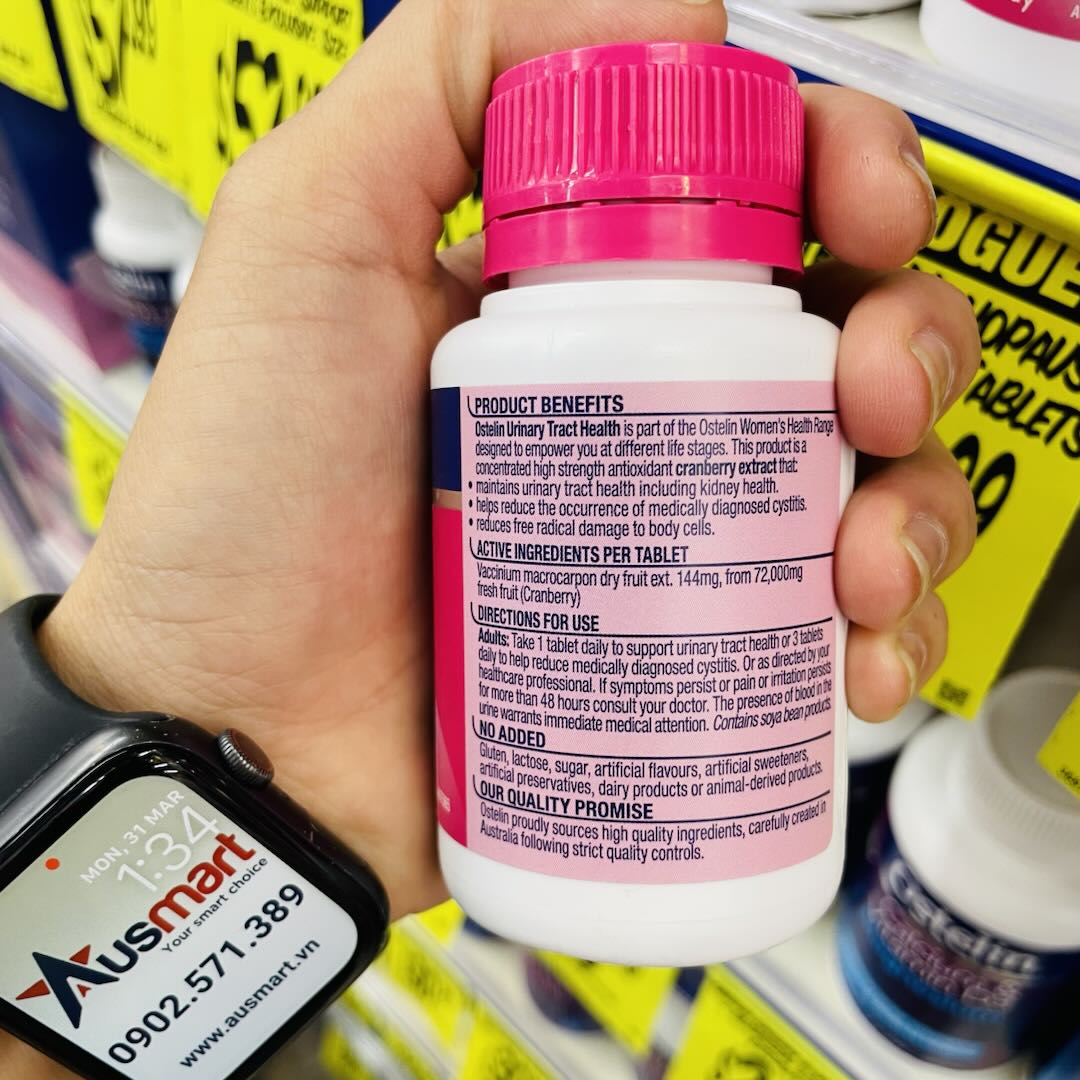 PRODUCT BENEFITS
Ostelin Urinary Tract Health is part of the Ostelin Women's Health Range
designed to empower you at different life stages. This product is a
concentrated high strength antioxidant cranberry extract that:
• maintains urinary tract health including kidney health.
• helps reduce the occurrence of medically diagnosed cystitis.
• reduces free radical damage to body cells.
ACTIVE INGREDIENTS PER TABLET
Vaccinium macrocarpon dry fruit ext. 144mg, from 72,000mg
fresh fruit (Cranberry)
DIRECTIONS FOR USE
Adults: Take 1 tablet daily to support urinary tract health or 3 tablets
daily to help reduce medically diagnosed cystitis. Or as directed by your
healthcare professional. If symptoms persist or pain or irritation persists
for more than 48 hours consult your doctor. The presence of blood in the
urine warrants immediate medical attention. Contains soya bean products.
NO ADDED
Gluten, lactose, sugar, artificial flavours, artificial sweeteners,
artificial preservatives, dairy products or animal-derived products.
OUR QUALITY PROMISE
Ostelin proudly sources high quality ingredients, carefully created in
Australia following strict quality controls.
MON, 31 MAR
1:34
Ausmart
Your smart choice
0902.571.389
www.ausmart.vn
OGUE
OPAUS
TABLETS
99
Ostelin